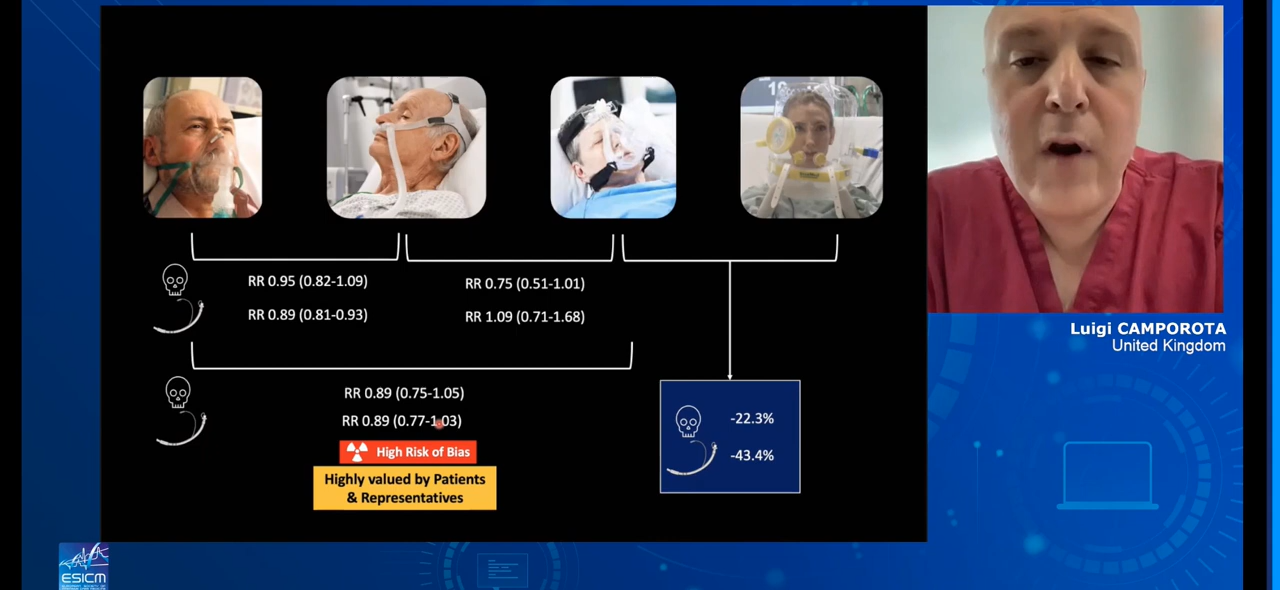 RR 0.95 (0.82-1.09)
RR 0.89 (0.81-0.93)
RR 0.75 (0.51-1.01)
RR 1.09 (0.71-1.68)
RR 0.89 (0.75-1.05)
RR 0.89 (0.77-1.03)
High Risk of Bias
Highly valued by Patients
& Representatives
-22.3%
-43.4%
Luigi CAMPOROTA
United Kingdom
ESICM